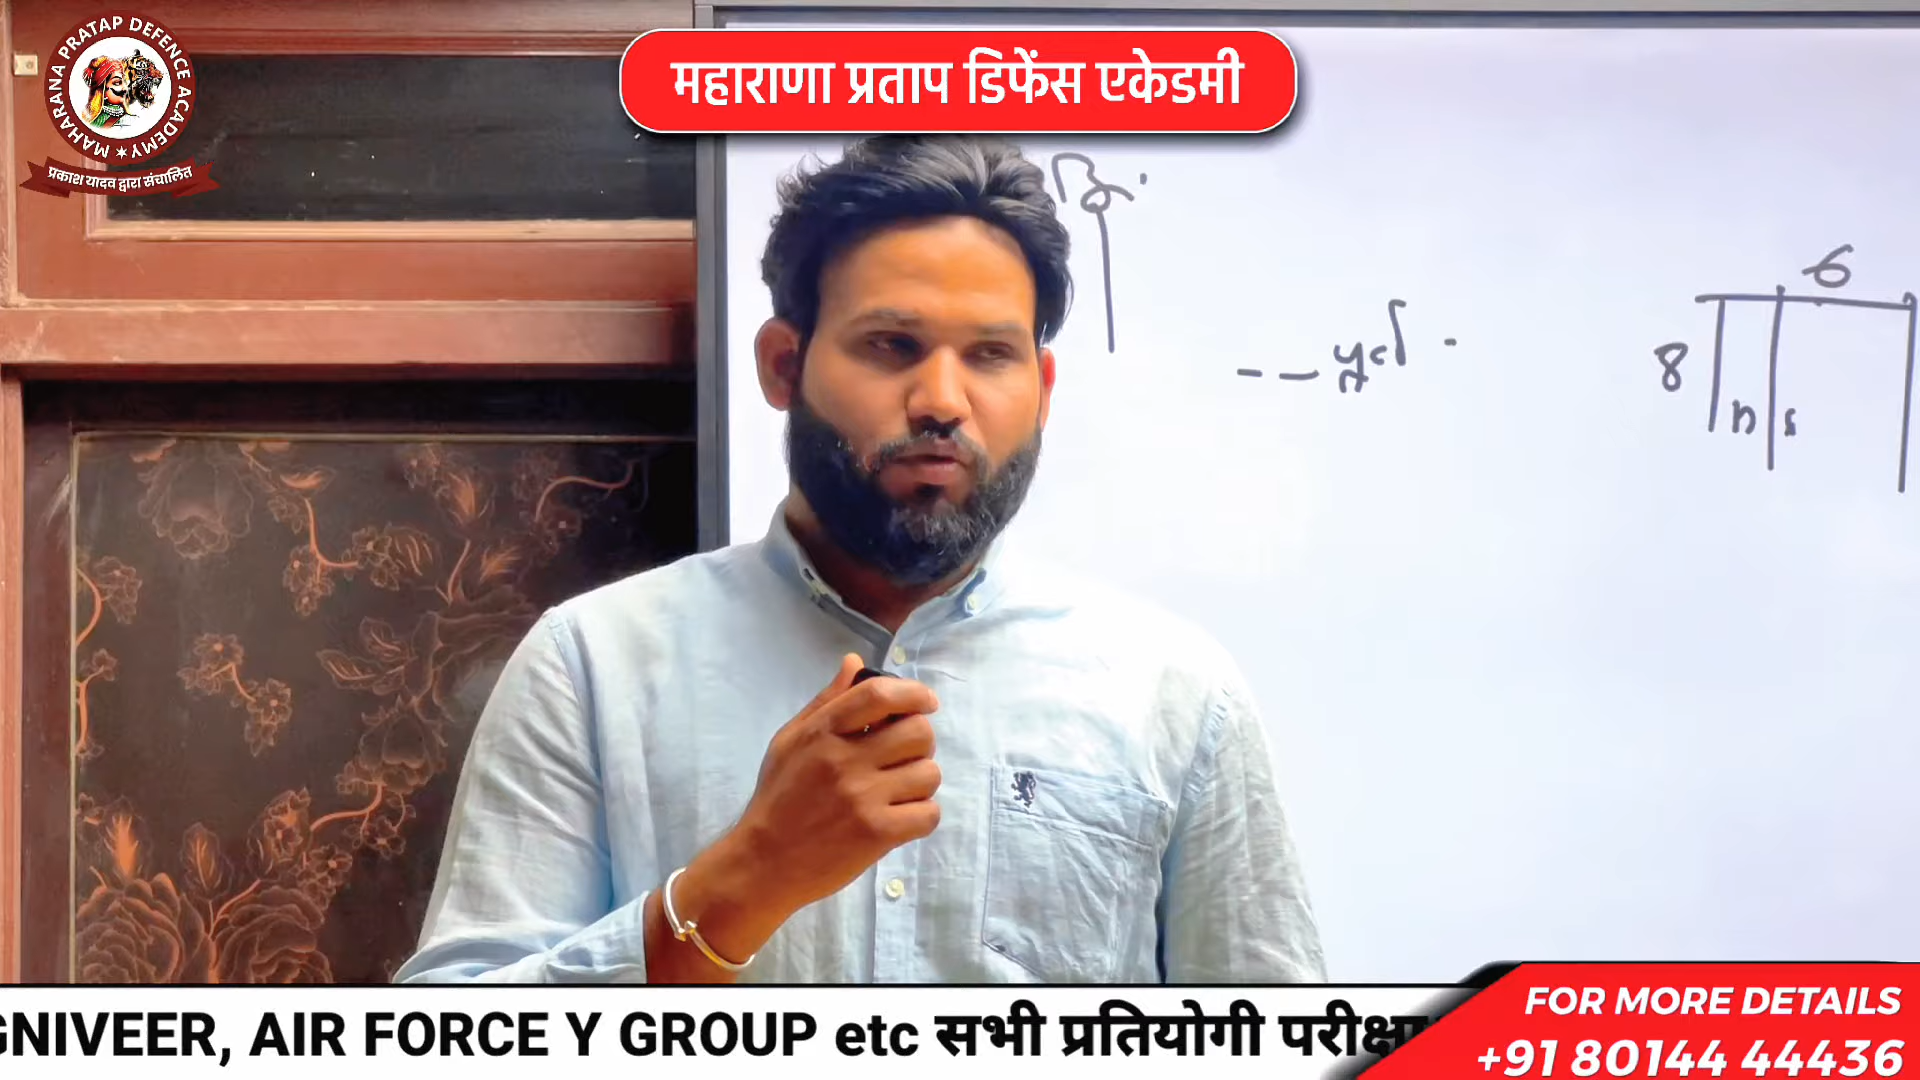 MAHARANA PRATAP DEFENCE ACADEMY
प्रकाश यादव द्वारा संचालित
महाराणा प्रताप डिफेंस एकेडमी
6
8
n s
GNIVEER, AIR FORCE Y GROUP etc सभी प्रतियोगी परीक्षा
FOR MORE DETAILS
+91 80144 44436